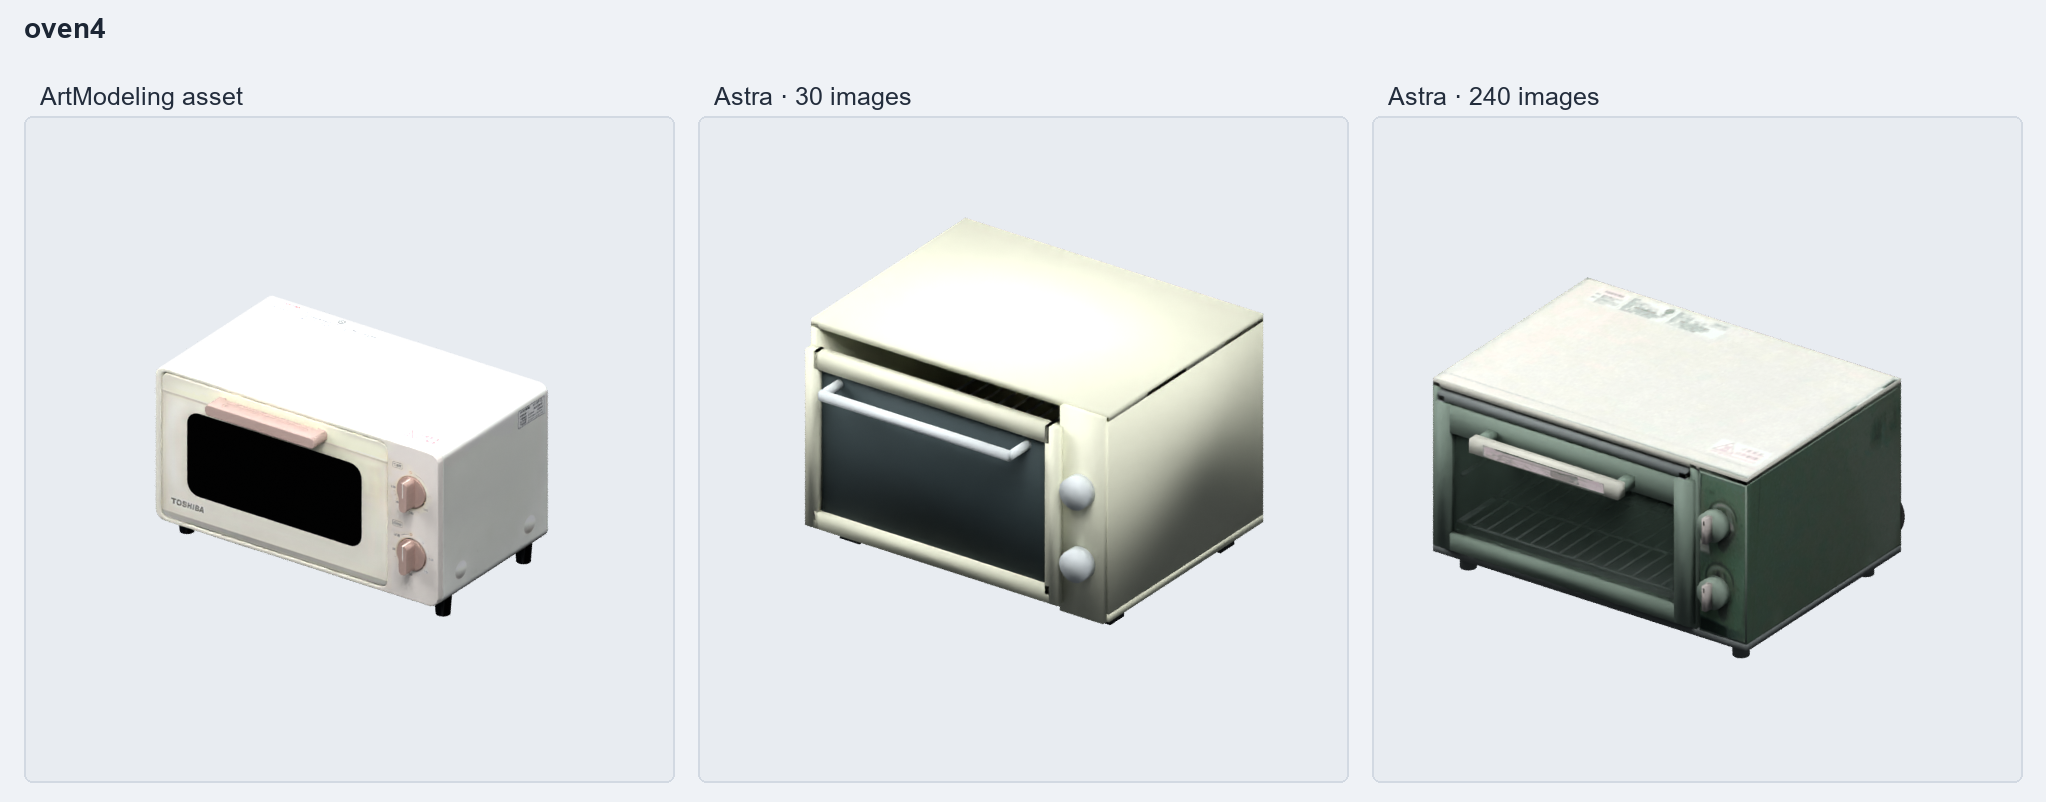 oven4
ArtModeling asset
Astra · 30 images
Astra · 240 images
TOSHIBA